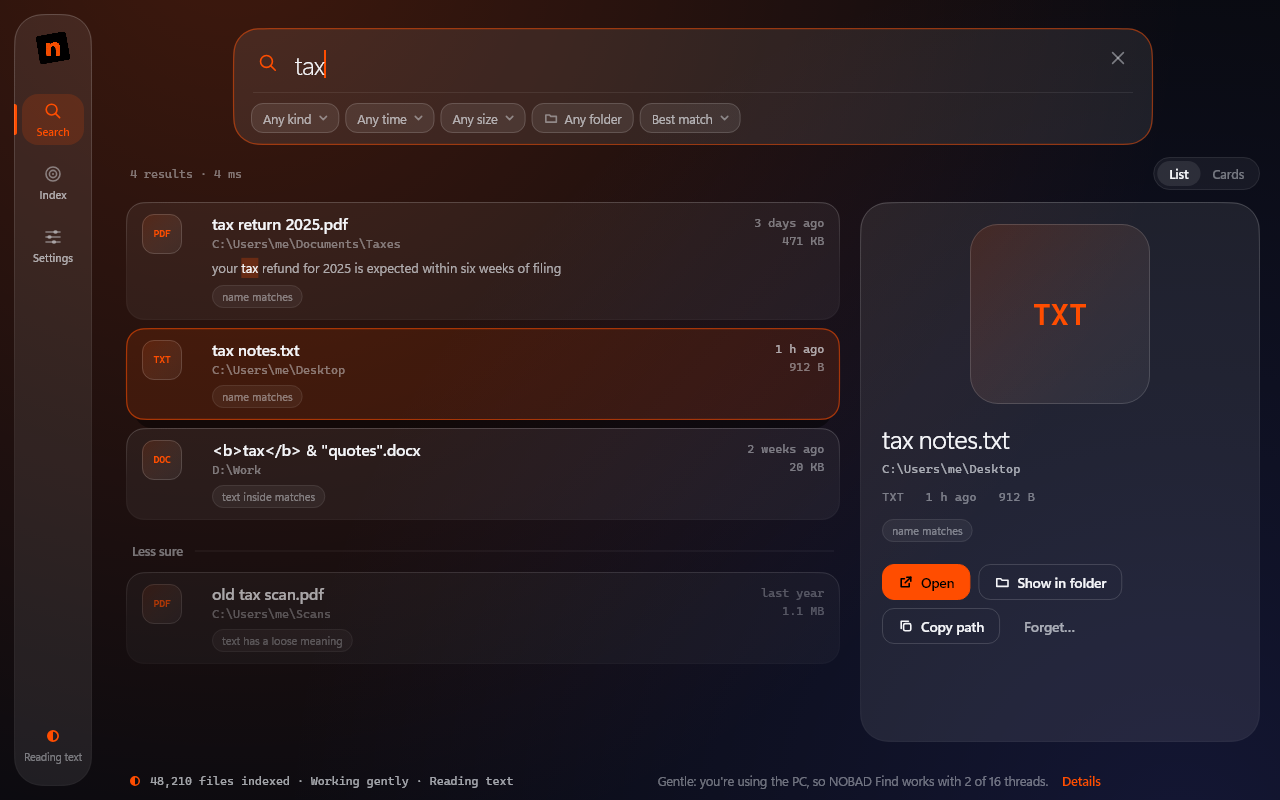 n
tax
Any kind
Any time
Any size
Any folder
Best match
Search
Index
Settings
4 results · 4 ms
List
Cards
PDF
tax return 2025.pdf
3 days ago
C:\Users\me\Documents\Taxes
471 KB
your tax refund for 2025 is expected within six weeks of filing
name matches
TXT
tax notes.txt
1 h ago
C:\Users\me\Desktop
912 B
name matches
DOC
<b>tax</b> & "quotes".docx
2 weeks ago
D:\Work
20 KB
text inside matches
Less sure
PDF
old tax scan.pdf
last year
C:\Users\me\Scans
1.1 MB
text has a loose meaning
TXT
tax notes.txt
C:\Users\me\Desktop
TXT 1 h ago 912 B
name matches
Open
Show in folder
Copy path
Forget...
Reading text
48,210 files indexed · Working gently · Reading text
Gentle: you're using the PC, so NOBAD Find works with 2 of 16 threads.
Details